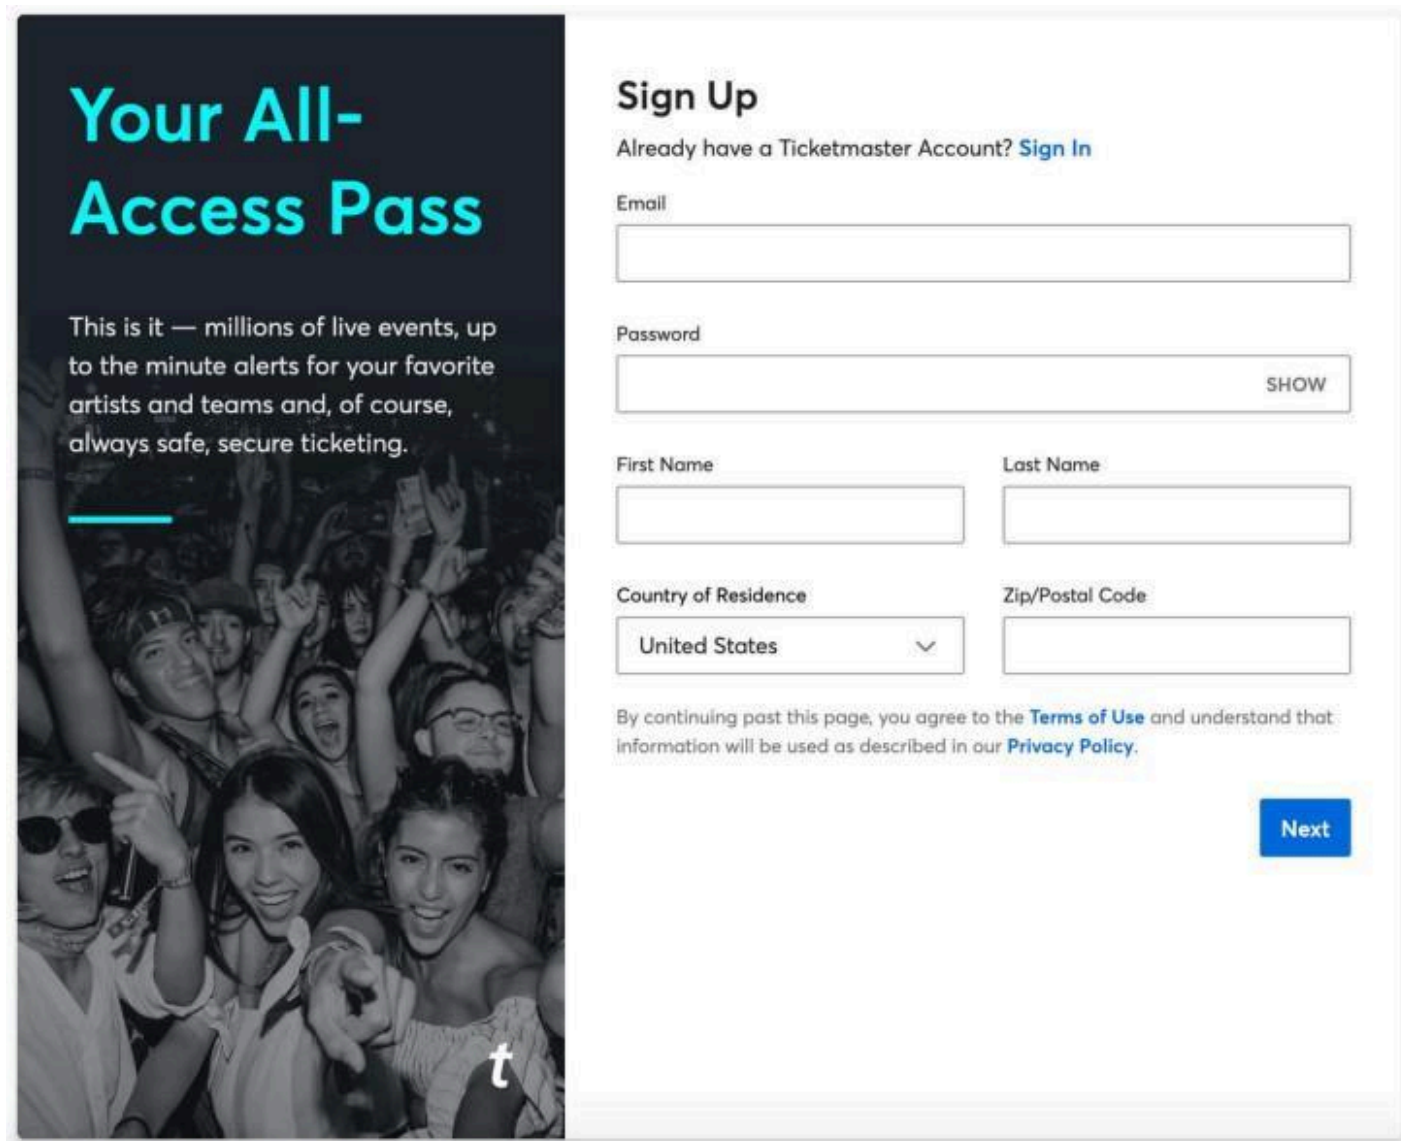 Your All-
Access Pass
This is it — millions of live events, up
to the minute alerts for your favorite
artists and teams and, of course,
always safe, secure ticketing.
t
Sign Up
Already have a Ticketmaster Account? Sign In
Email
Password
SHOW
First Name
Last Name
Country of Residence
Zip/Postal Code
United States
By continuing past this page, you agree to the Terms of Use and understand that
information will be used as described in our Privacy Policy.
Next